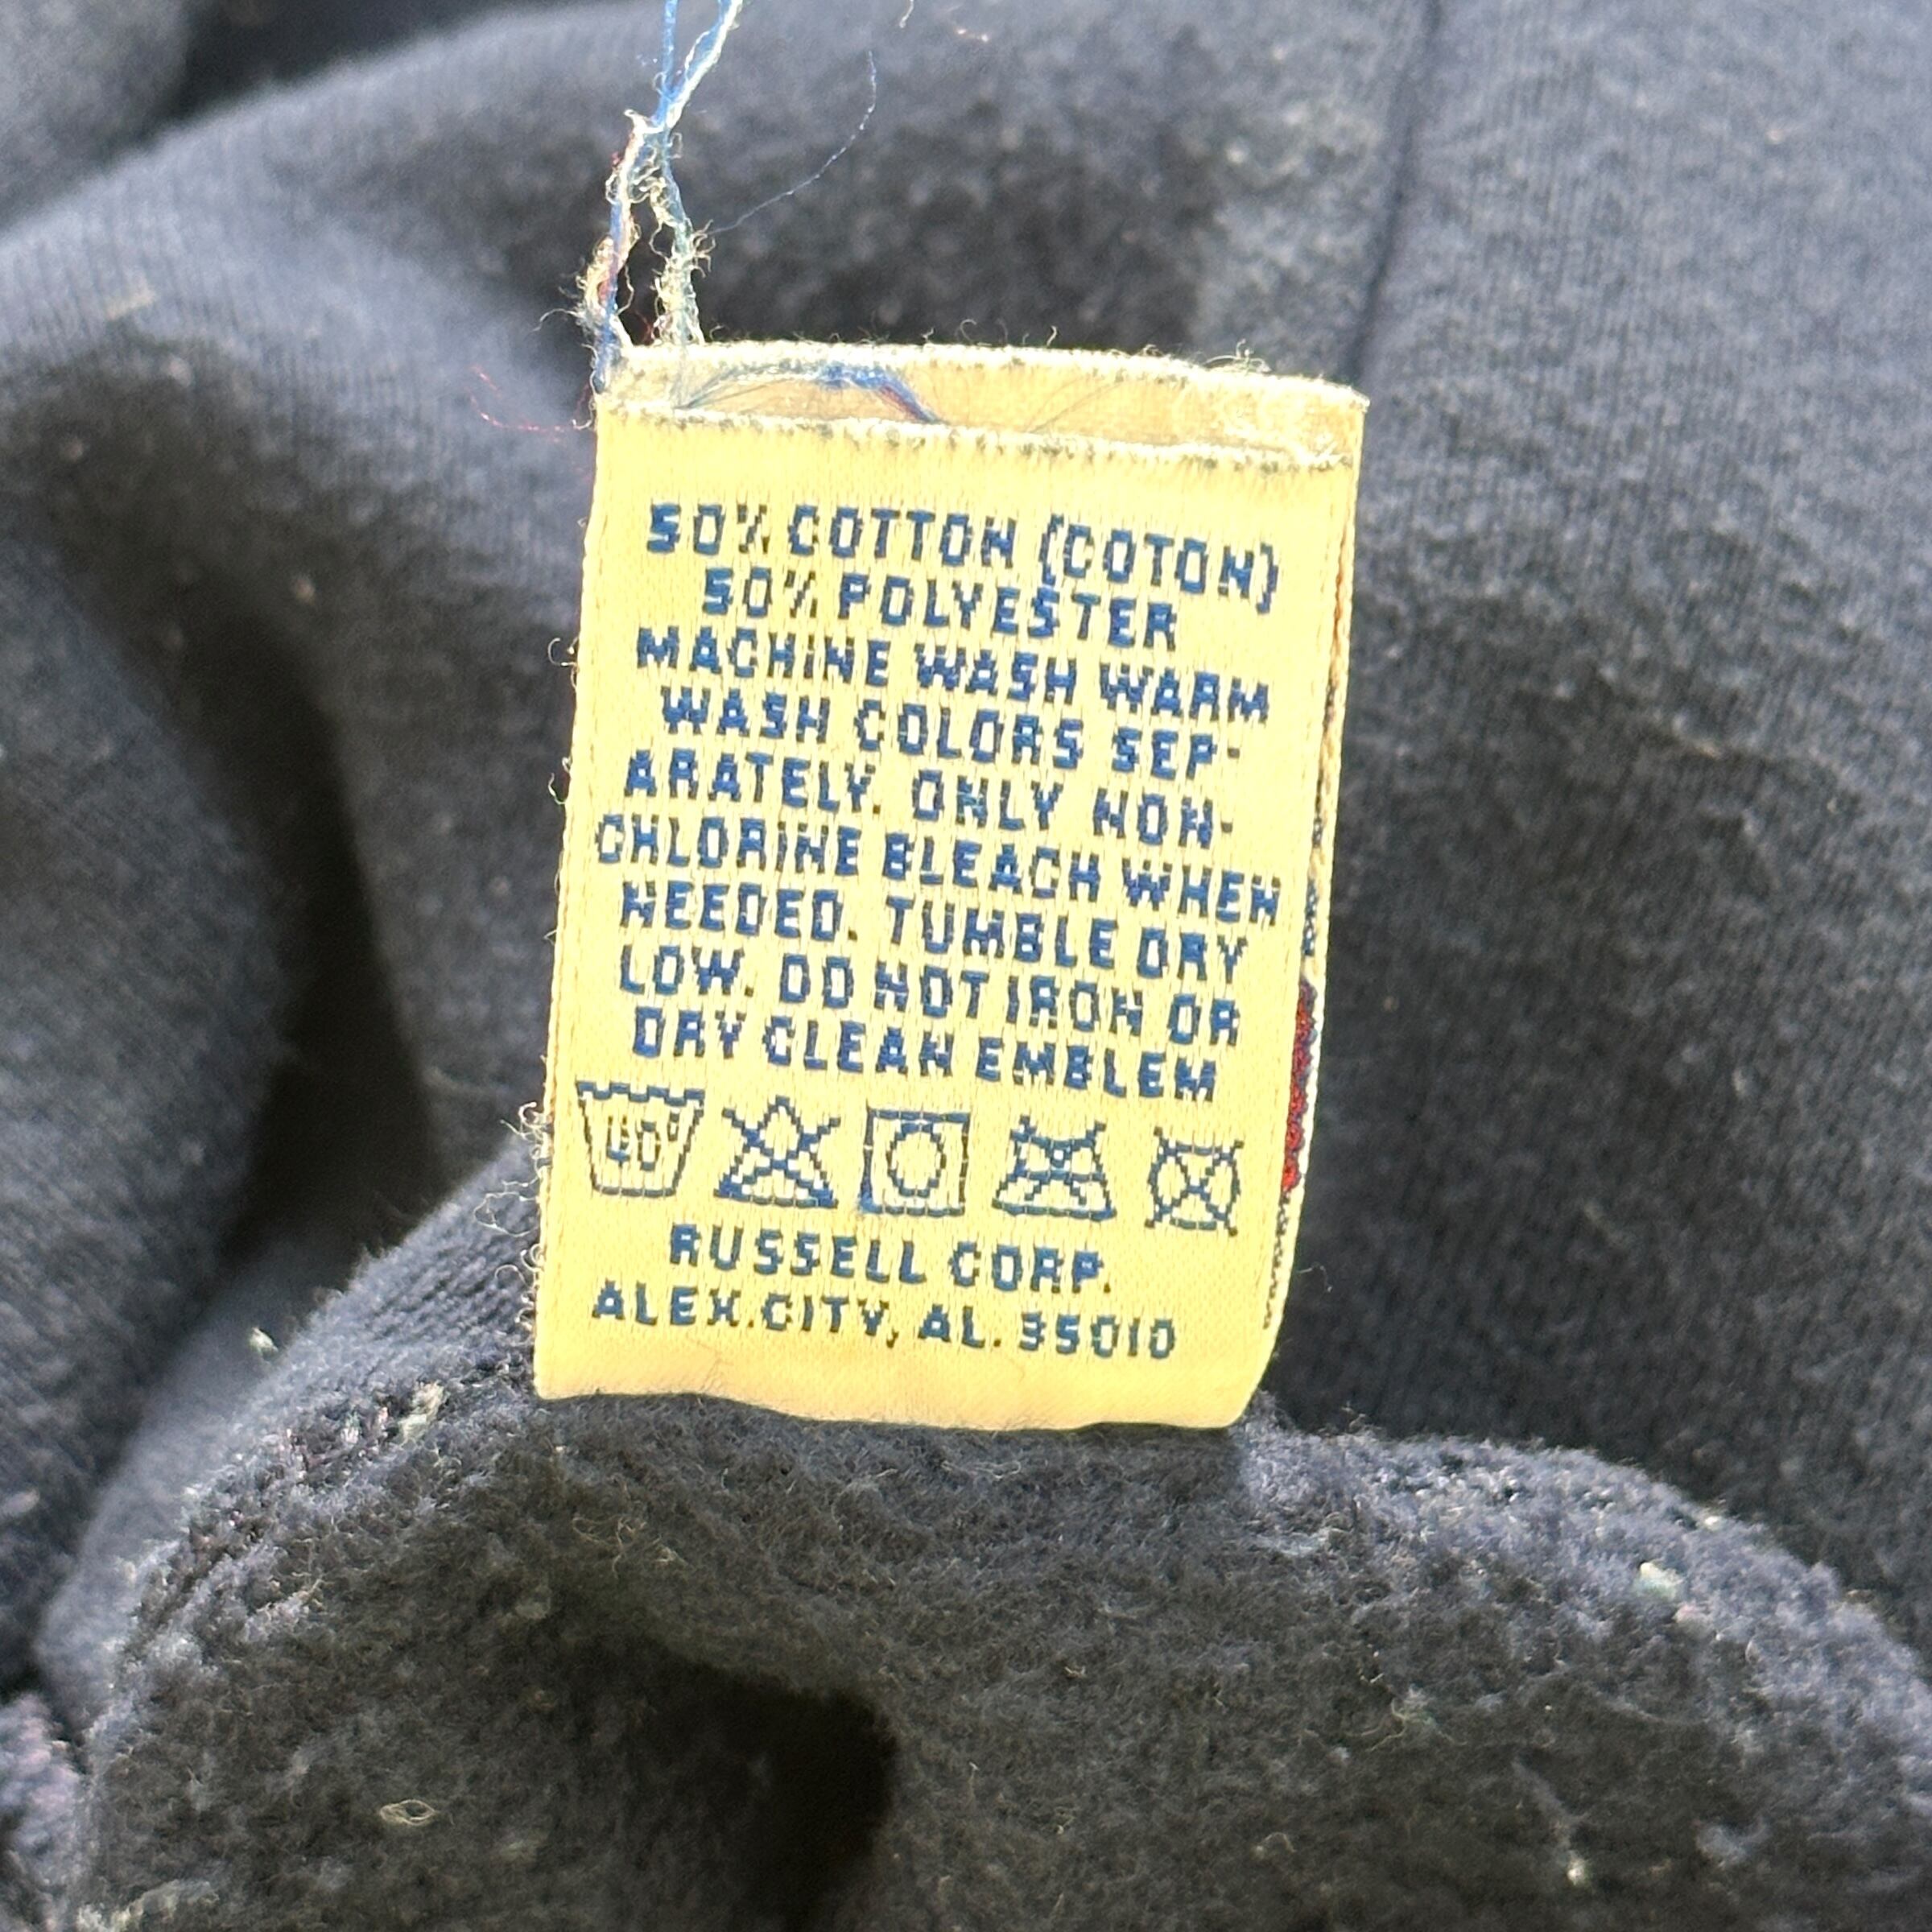 50% COTTON (COTON)
50% POLYESTER
MACHINE WASH WARM
WASH COLORS SEP-
ARATELY. ONLY NON-
CHLORINE BLEACH WHEN
NEEDED. TUMBLE DRY
LOW. DO NOT IRON OR
DRY CLEAN EMBLEM
40°
RUSSELL CORP.
ALEX.CITY, AL. 35010